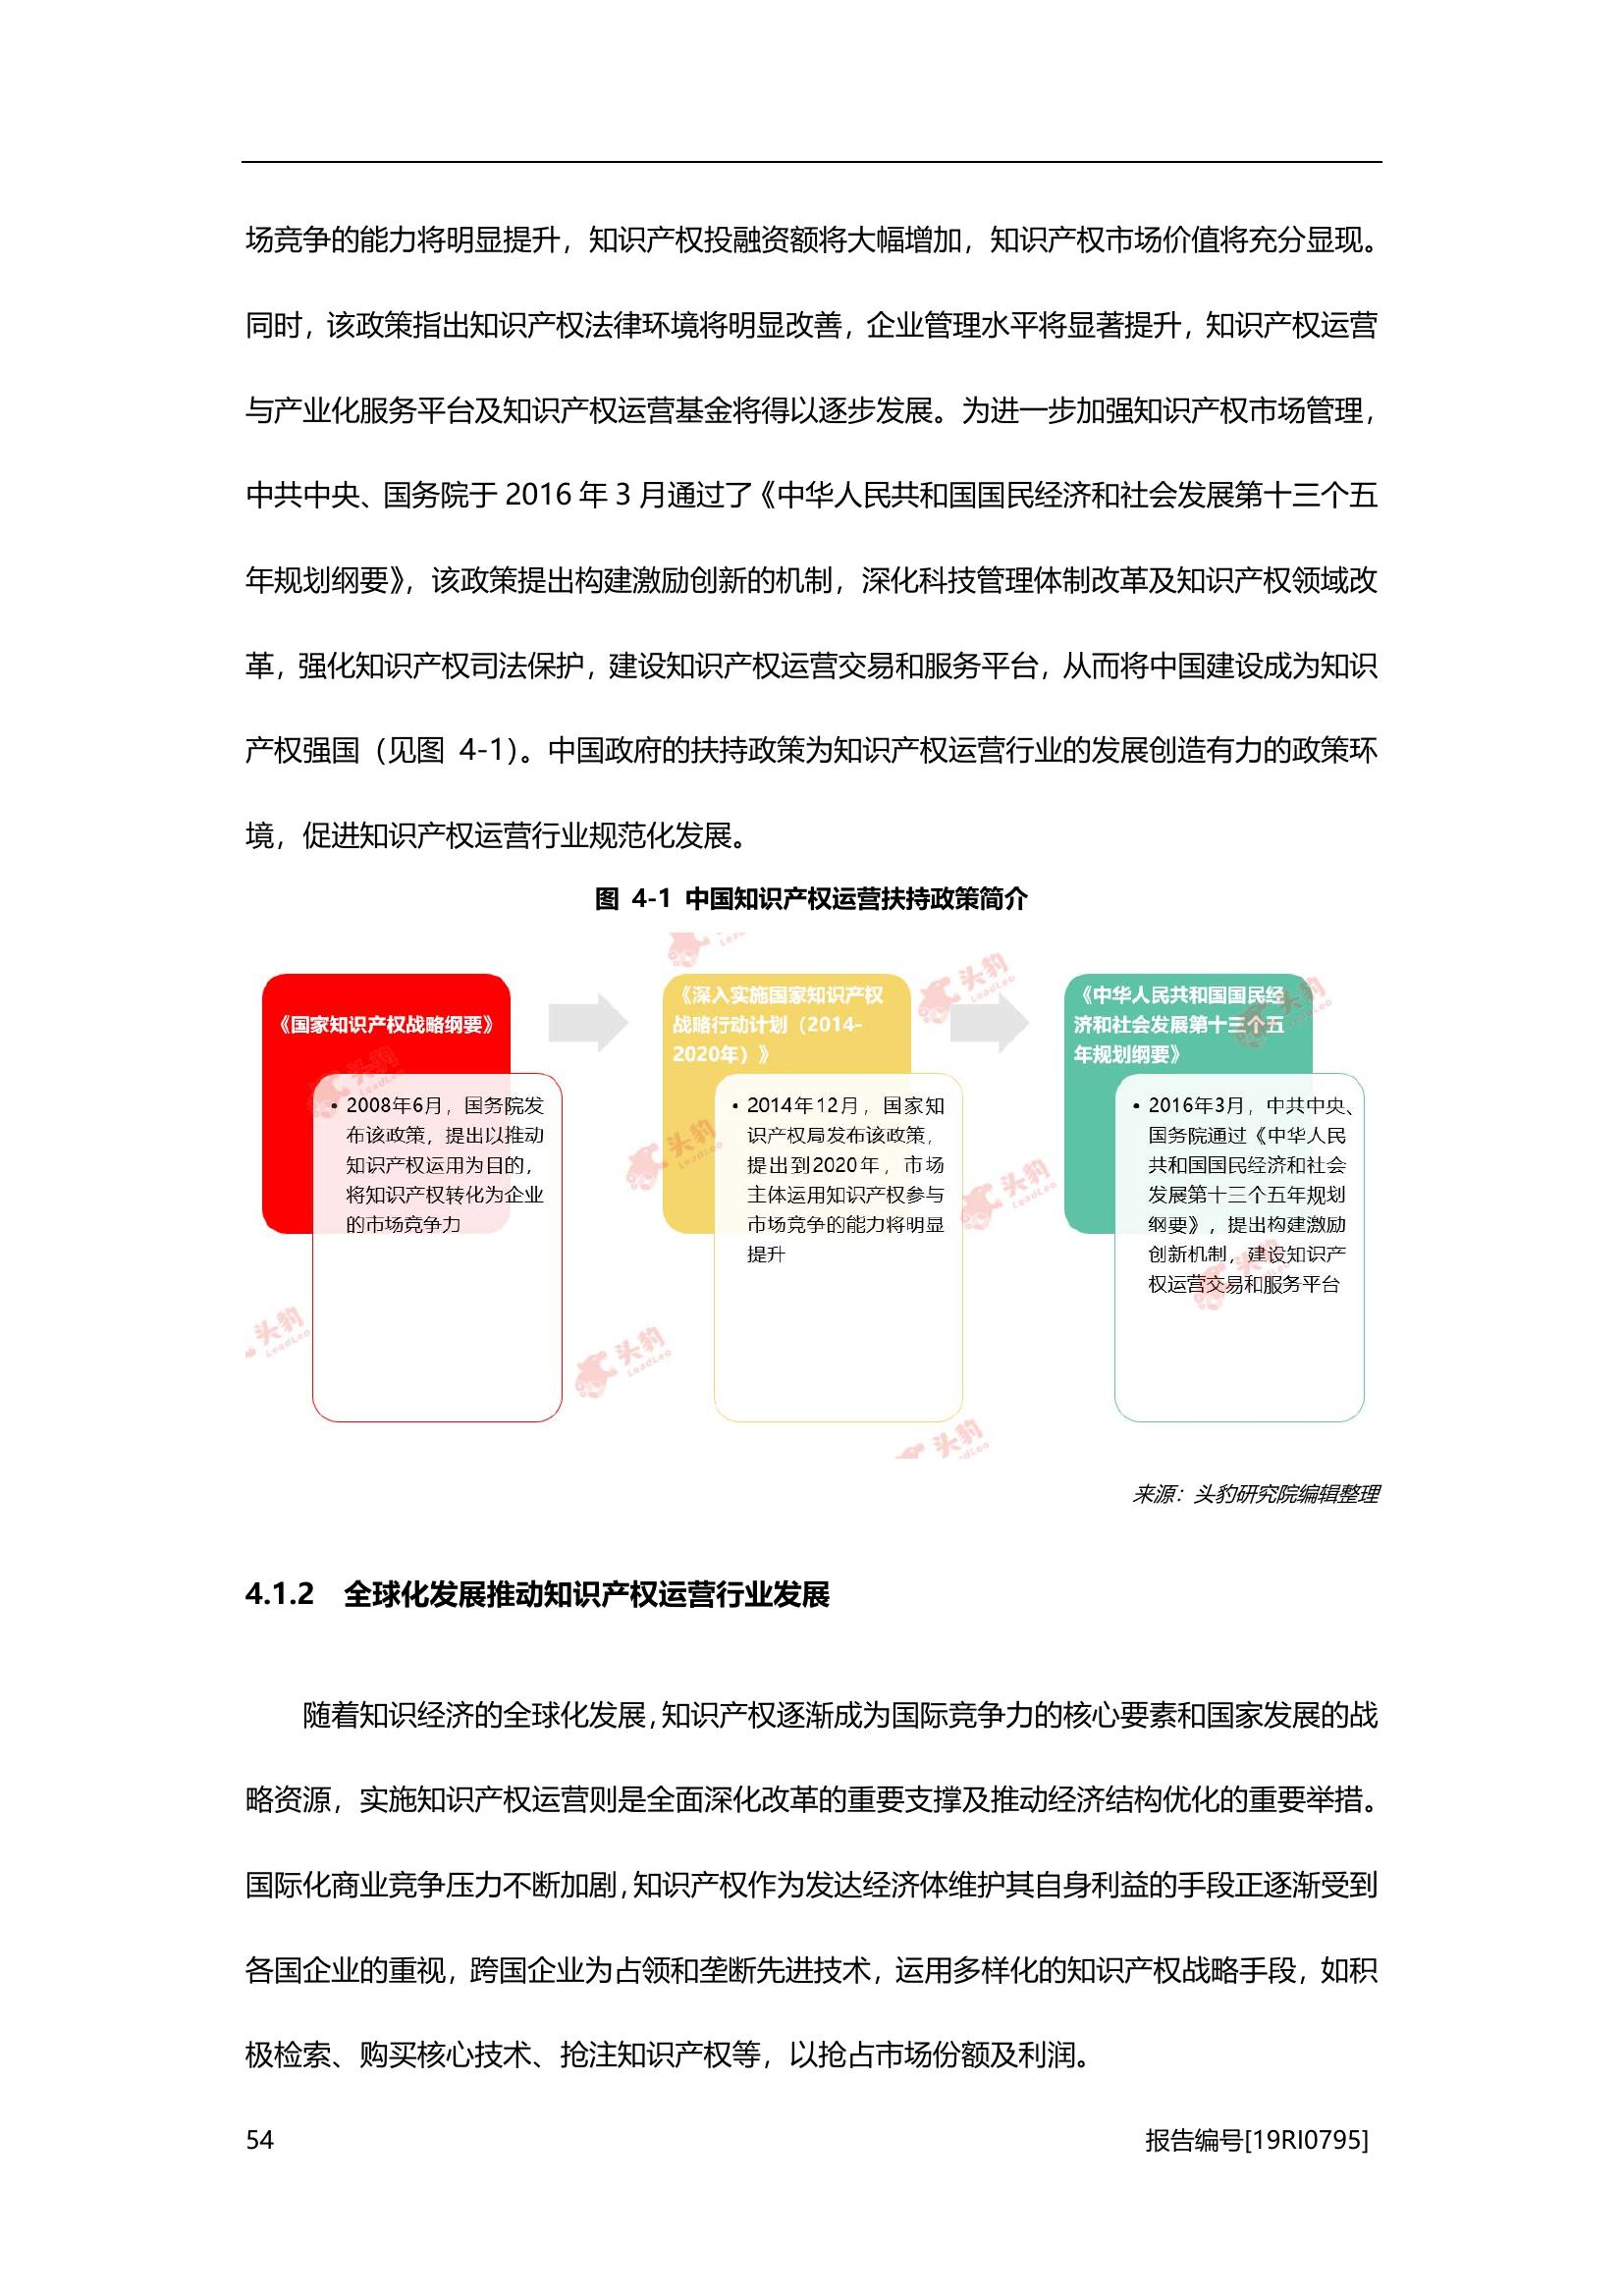 场竞争的能力将明显提升，知识产权投融资额将大幅增加，知识产权市场价值将充分显现。
同时，该政策指出知识产权法律环境将明显改善，企业管理水平将显著提升，知识产权运营
与产业化服务平台及知识产权运营基金将得以逐步发展。为进一步加强知识产权市场管理，
中共中央、国务院于 2016 年 3 月通过了《中华人民共和国国民经济和社会发展第十三个五
年规划纲要》，该政策提出构建激励创新的机制，深化科技管理体制改革及知识产权领域改
革，强化知识产权司法保护，建设知识产权运营交易和服务平台，从而将中国建设成为知识
产权强国（见图 4-1）。中国政府的扶持政策为知识产权运营行业的发展创造有力的政策环
境，促进知识产权运营行业规范化发展。
图 4-1 中国知识产权运营扶持政策简介
《国家知识产权战略纲要》
• 2008年6月，国务院发
布该政策，提出以推动
知识产权运用为目的，
将知识产权转化为企业
的市场竞争力
《深入实施国家知识产权
战略行动计划（2014-
2020年）》
• 2014年12月，国家知
识产权局发布该政策，
提出到2020年，市场
主体运用知识产权参与
市场竞争的能力将明显
提升
《中华人民共和国国民经
济和社会发展第十三个五
年规划纲要》
• 2016年3月，中共中央、
国务院通过《中华人民
共和国国民经济和社会
发展第十三个五年规划
纲要》，提出构建激励
创新机制，建设知识产
权运营交易和服务平台
头豹
LeadLeo
头豹
LeadLeo
头豹
LeadLeo
头豹
LeadLeo
头豹
LeadLeo
头豹
LeadLeo
头豹
LeadLeo
来源：头豹研究院编辑整理
4.1.2 全球化发展推动知识产权运营行业发展
随着知识经济的全球化发展，知识产权逐渐成为国际竞争力的核心要素和国家发展的战
略资源，实施知识产权运营则是全面深化改革的重要支撑及推动经济结构优化的重要举措。
国际化商业竞争压力不断加剧，知识产权作为发达经济体维护其自身利益的手段正逐渐受到
各国企业的重视，跨国企业为占领和垄断先进技术，运用多样化的知识产权战略手段，如积
极检索、购买核心技术、抢注知识产权等，以抢占市场份额及利润。
54
报告编号[19RI0795]